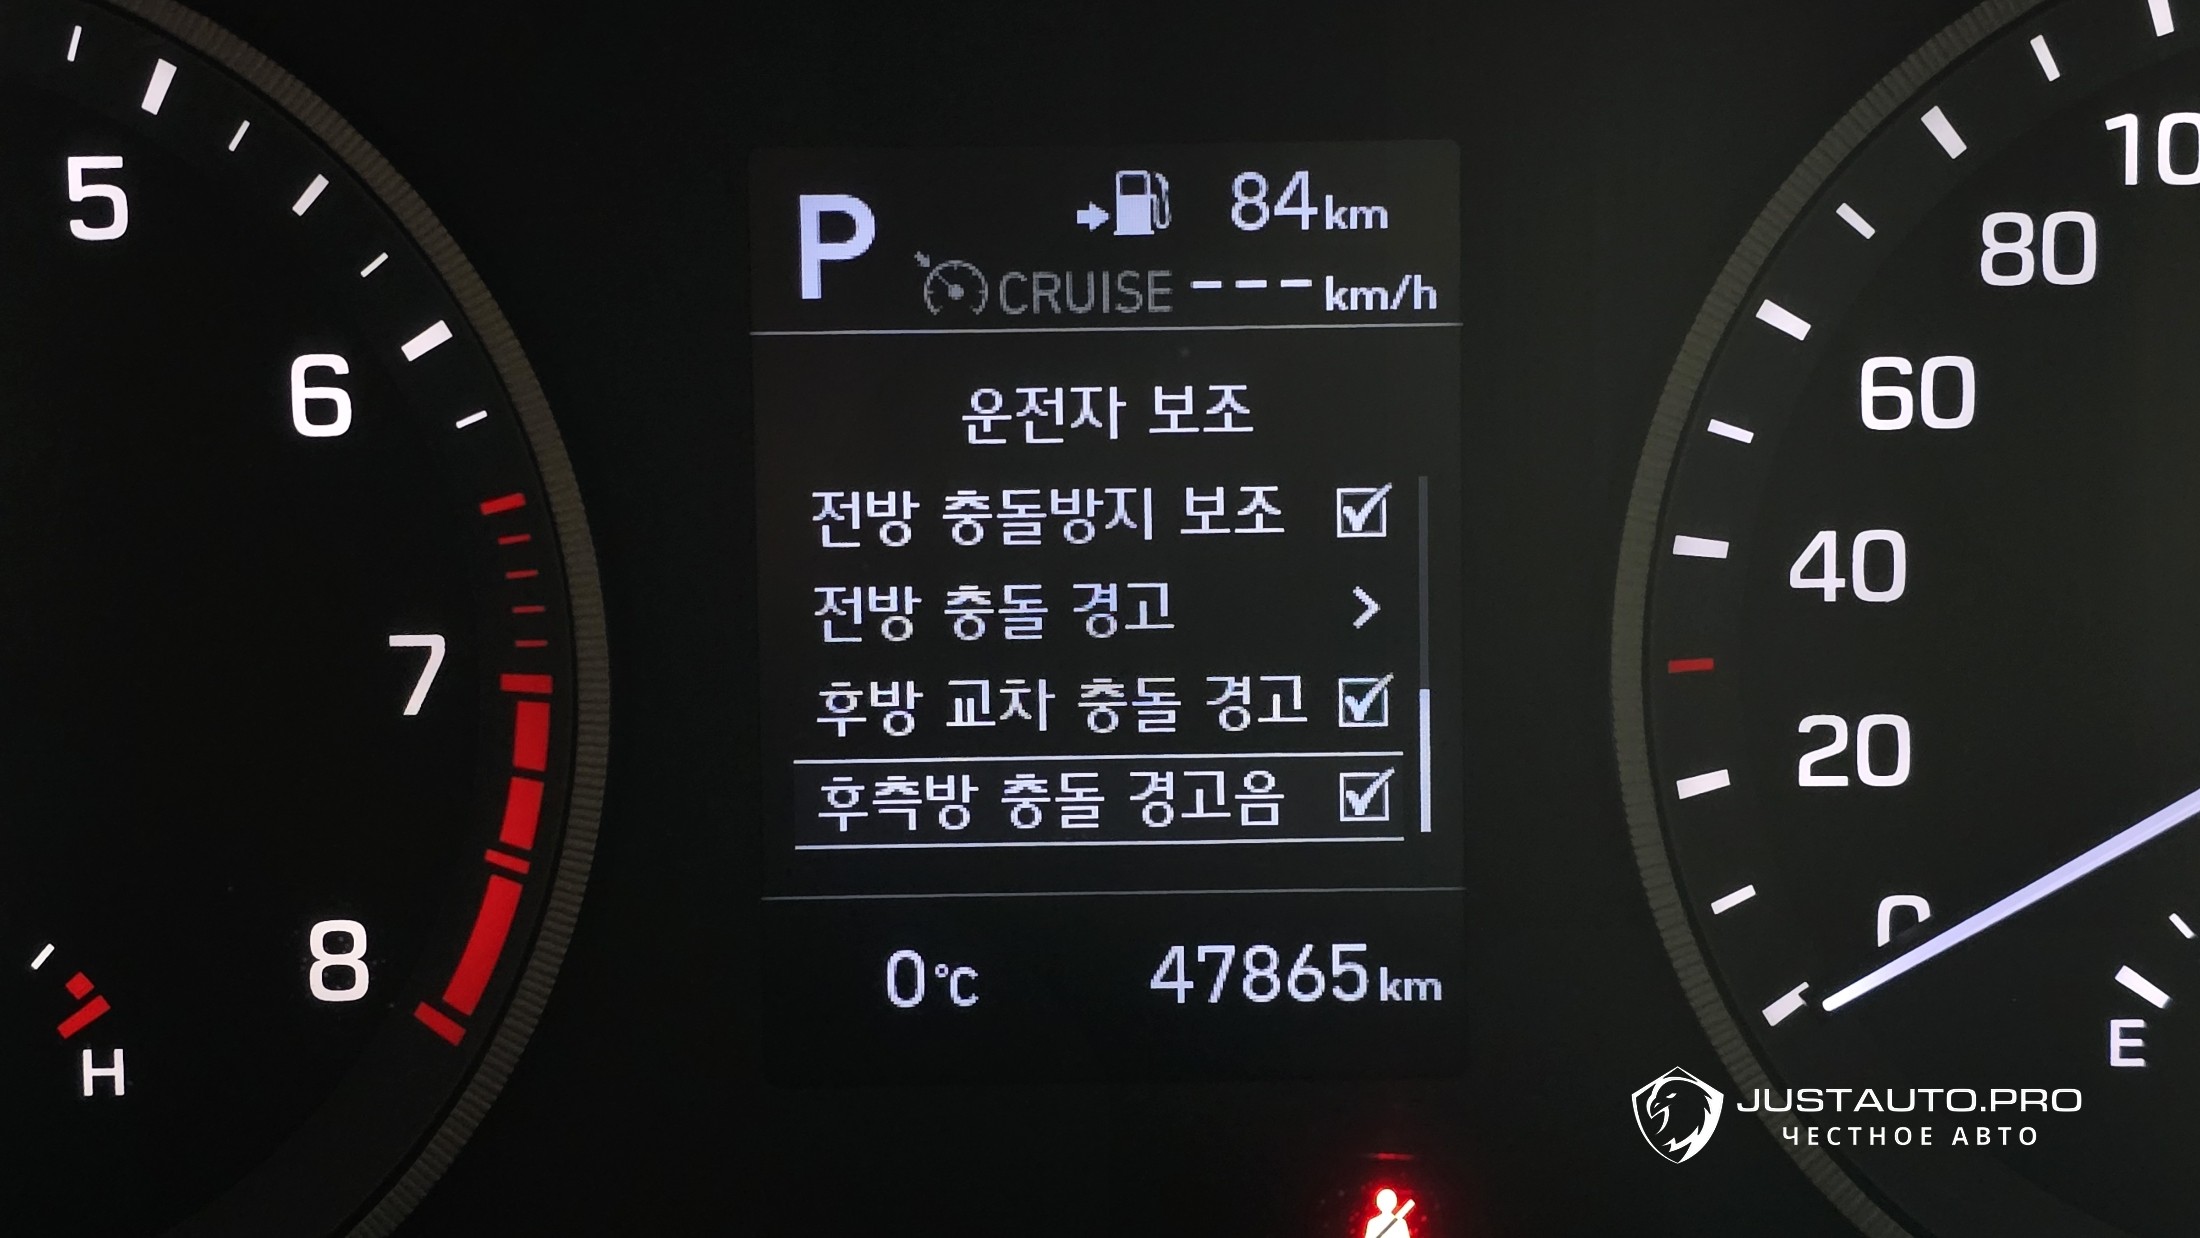 5
6
7
8
H
P
84km
CRUISE ---km/h
운전자 보조
전방 충돌방지 보조
전방 충돌 경고 >
후방 교차 충돌 경고
후측방 충돌 경고음
0℃ 47865km
10
80
60
40
20
0
E
JUSTAUTO.PRO
ЧЕСТНОЕ АВТО